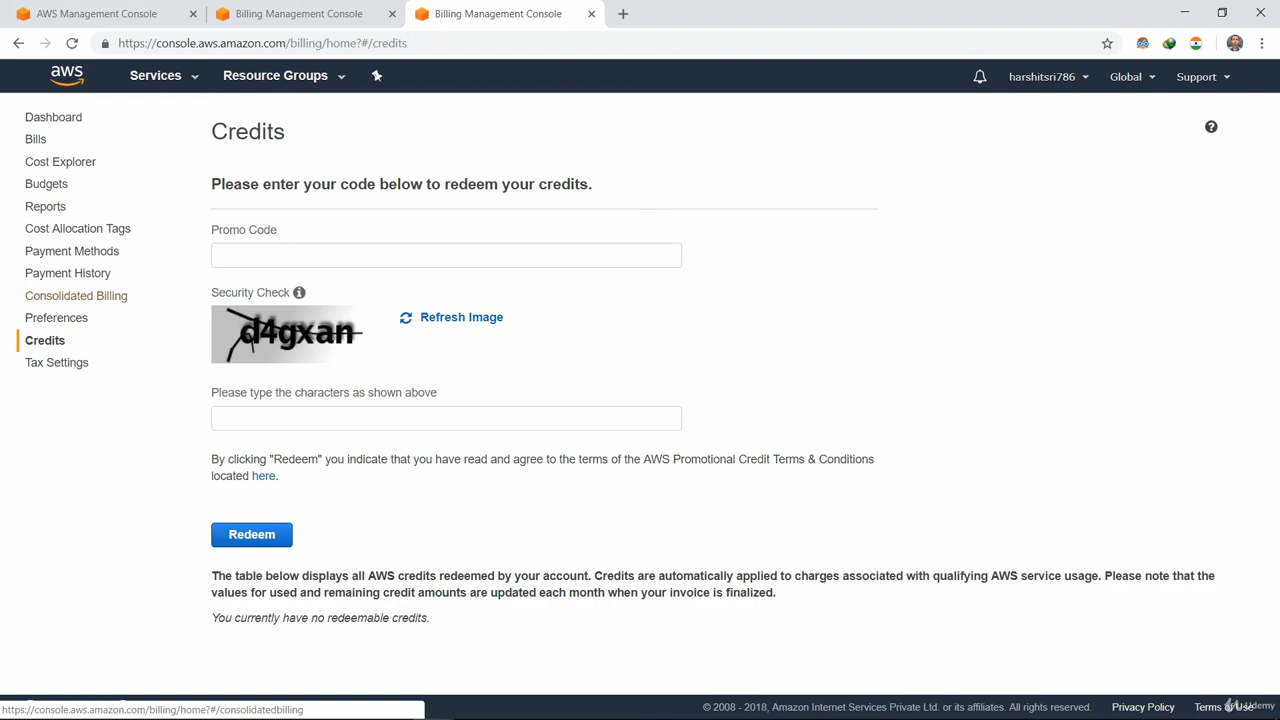 AWS Management Console
Billing Management Console
Billing Management Console
https://console.aws.amazon.com/billing/home?#/credits
aws
Services
Resource Groups
harshitsri786
Global
Support
Dashboard
Bills
Cost Explorer
Budgets
Reports
Cost Allocation Tags
Payment Methods
Payment History
Consolidated Billing
Preferences
Credits
Tax Settings
Credits
Please enter your code below to redeem your credits.
Promo Code
Security Check
d4gxan
Refresh Image
Please type the characters as shown above
By clicking "Redeem" you indicate that you have read and agree to the terms of the AWS Promotional Credit Terms & Conditions
located here.
Redeem
The table below displays all AWS credits redeemed by your account. Credits are automatically applied to charges associated with qualifying AWS service usage. Please note that the
values for used and remaining credit amounts are updated each month when your invoice is finalized.
You currently have no redeemable credits.
https://console.aws.amazon.com/billing/home?#/consolidatedbilling
© 2008 - 2018, Amazon Internet Services Private Ltd. or its affiliates. All rights reserved.
Privacy Policy
Terms of Use
Udemy